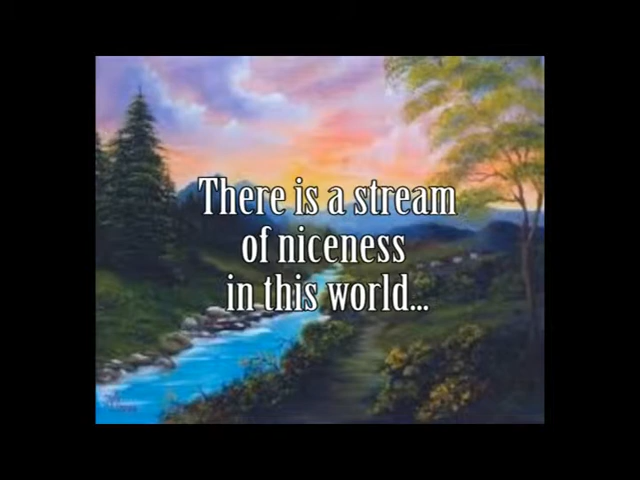 There is a stream
of niceness
in this world...